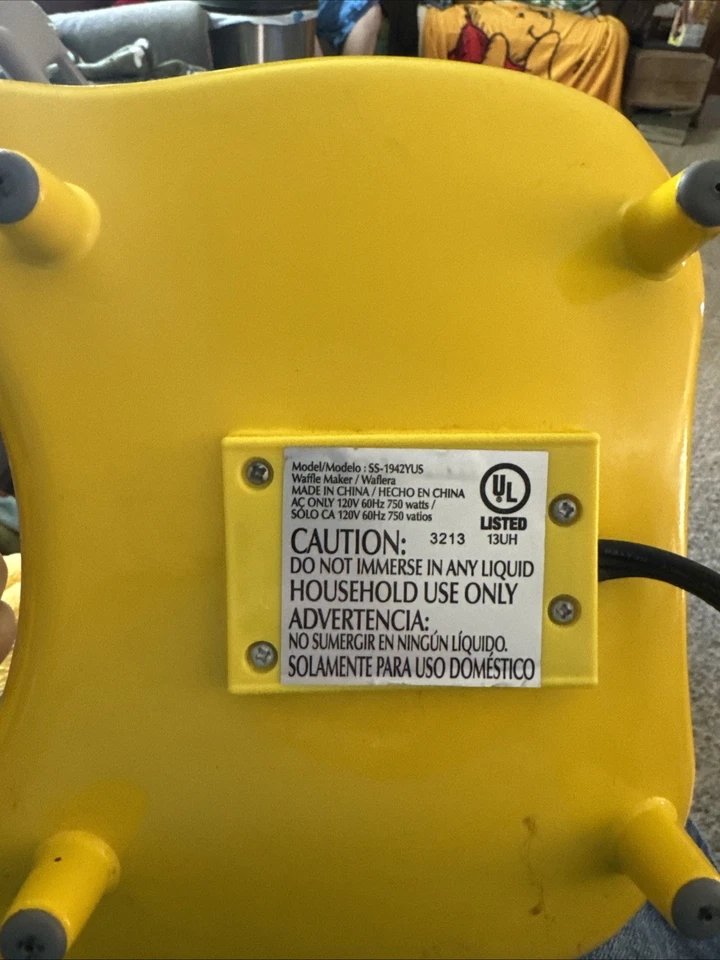 Model/Modelo : SS-1942YUS
Waffle Maker / Waflera
MADE IN CHINA / HECHO EN CHINA
AC ONLY 120V 60Hz 750 watts /
SÓLO CA 120V 60Hz 750 vatios
UL
LISTED
13UH
CAUTION: 3213
DO NOT IMMERSE IN ANY LIQUID
HOUSEHOLD USE ONLY
ADVERTENCIA:
NO SUMERGIR EN NINGÚN LÍQUIDO.
SOLAMENTE PARA USO DOMÉSTICO